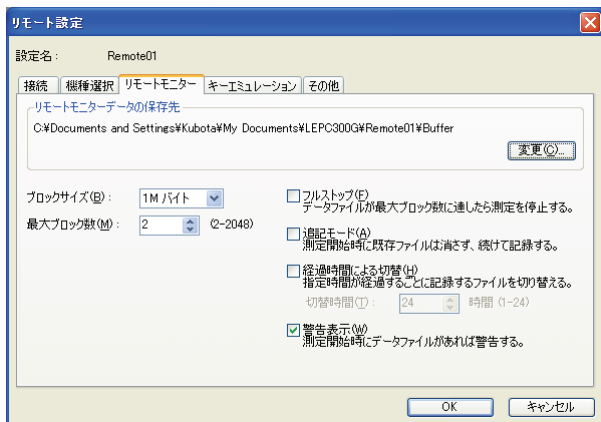 リモート設定
設定名： Remote01
接続 機種選択 リモートモニター キーエミュレーション その他
リモートモニターデータの保存先
C:¥Documents and Settings¥Kubota¥My Documents¥LEPC300G¥Remote01¥Buffer
変更(C)...
ブロックサイズ(B)： 1M バイト
最大ブロック数(M)： 2 (2-2048)
フルストップ(F)
データファイルが最大ブロック数に達したら測定を停止する。
追記モード(A)
測定開始時に既存ファイルは消さず、続けて記録する。
経過時間による切替(H)
指定時間が経過するごとに記録するファイルを切り替える。
切替時間(T)： 24 時間 (1-24)
警告表示(W)
測定開始時にデータファイルがあれば警告する。
OK キャンセル